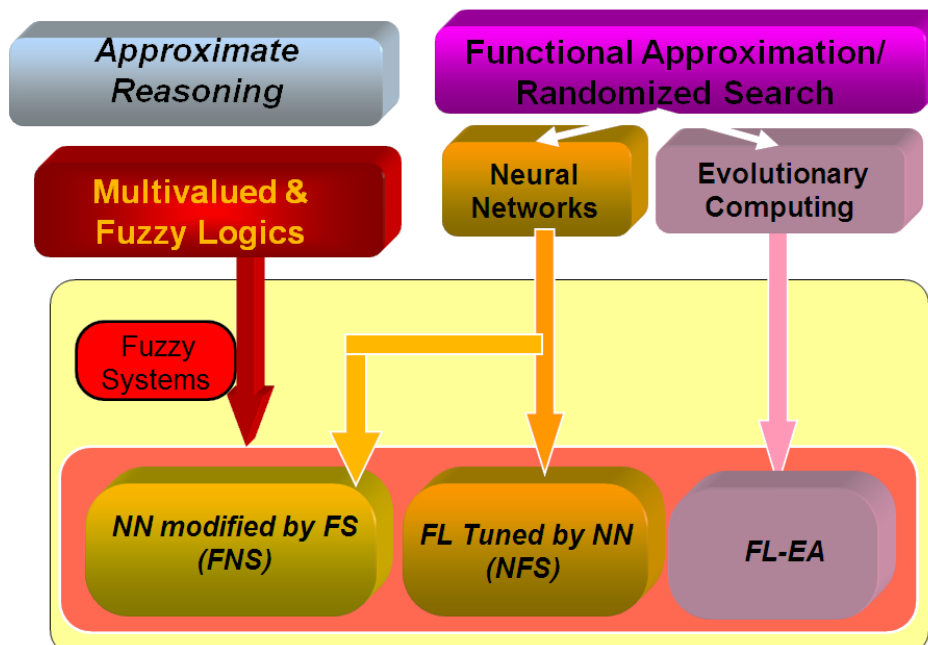 Approximate
Reasoning
Functional Approximation/
Randomized Search
Multivalued &
Fuzzy Logics
Neural
Networks
Evolutionary
Computing
Fuzzy
Systems
NN modified by FS
(FNS)
FL Tuned by NN
(NFS)
FL-EA